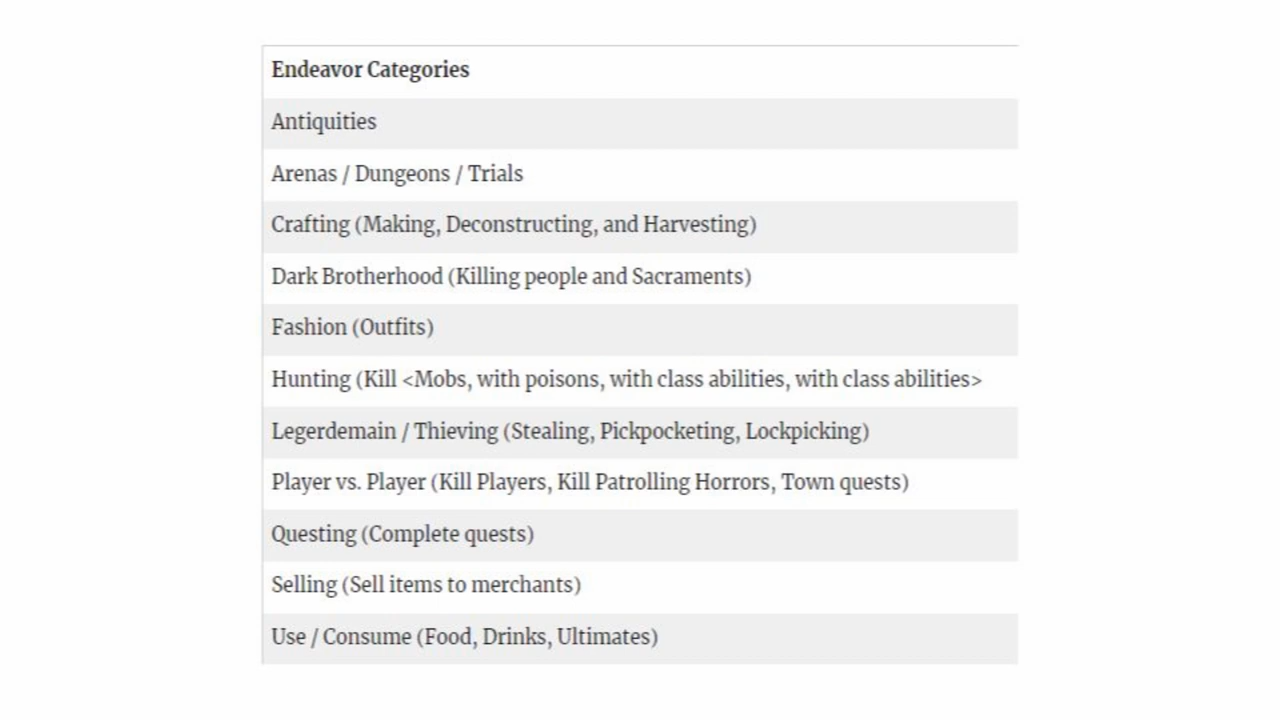 Endeavor Categories
Antiquities
Arenas / Dungeons / Trials
Crafting (Making, Deconstructing, and Harvesting)
Dark Brotherhood (Killing people and Sacraments)
Fashion (Outfits)
Hunting (Kill <Mobs, with poisons, with class abilities, with class abilities>
Legerdemain / Thieving (Stealing, Pickpocketing, Lockpicking)
Player vs. Player (Kill Players, Kill Patrolling Horrors, Town quests)
Questing (Complete quests)
Selling (Sell items to merchants)
Use / Consume (Food, Drinks, Ultimates)